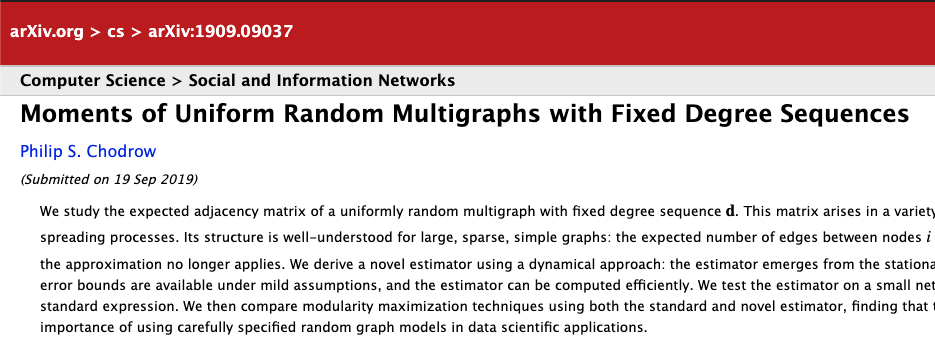 arXiv.org > cs > arXiv:1909.09037
Computer Science > Social and Information Networks
Moments of Uniform Random Multigraphs with Fixed Degree Sequences
Philip S. Chodrow
(Submitted on 19 Sep 2019)
We study the expected adjacency matrix of a uniformly random multigraph with fixed degree sequence d. This matrix arises in a variety
spreading processes. Its structure is well-understood for large, sparse, simple graphs: the expected number of edges between nodes i
the approximation no longer applies. We derive a novel estimator using a dynamical approach: the estimator emerges from the stationa
error bounds are available under mild assumptions, and the estimator can be computed efficiently. We test the estimator on a small net
standard expression. We then compare modularity maximization techniques using both the standard and novel estimator, finding that t
importance of using carefully specified random graph models in data scientific applications.